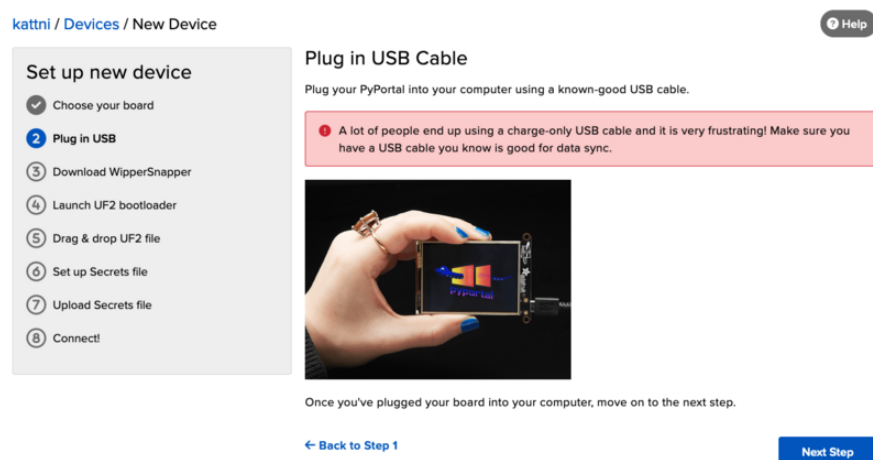 kattni / Devices / New Device
Help
Set up new device
Choose your board
2 Plug in USB
3 Download WipperSnapper
4 Launch UF2 bootloader
5 Drag & drop UF2 file
6 Set up Secrets file
7 Upload Secrets file
8 Connect!
Plug in USB Cable
Plug your PyPortal into your computer using a known-good USB cable.
A lot of people end up using a charge-only USB cable and it is very frustrating! Make sure you
have a USB cable you know is good for data sync.
PyPortal
Once you've plugged your board into your computer, move on to the next step.
← Back to Step 1
Next Step